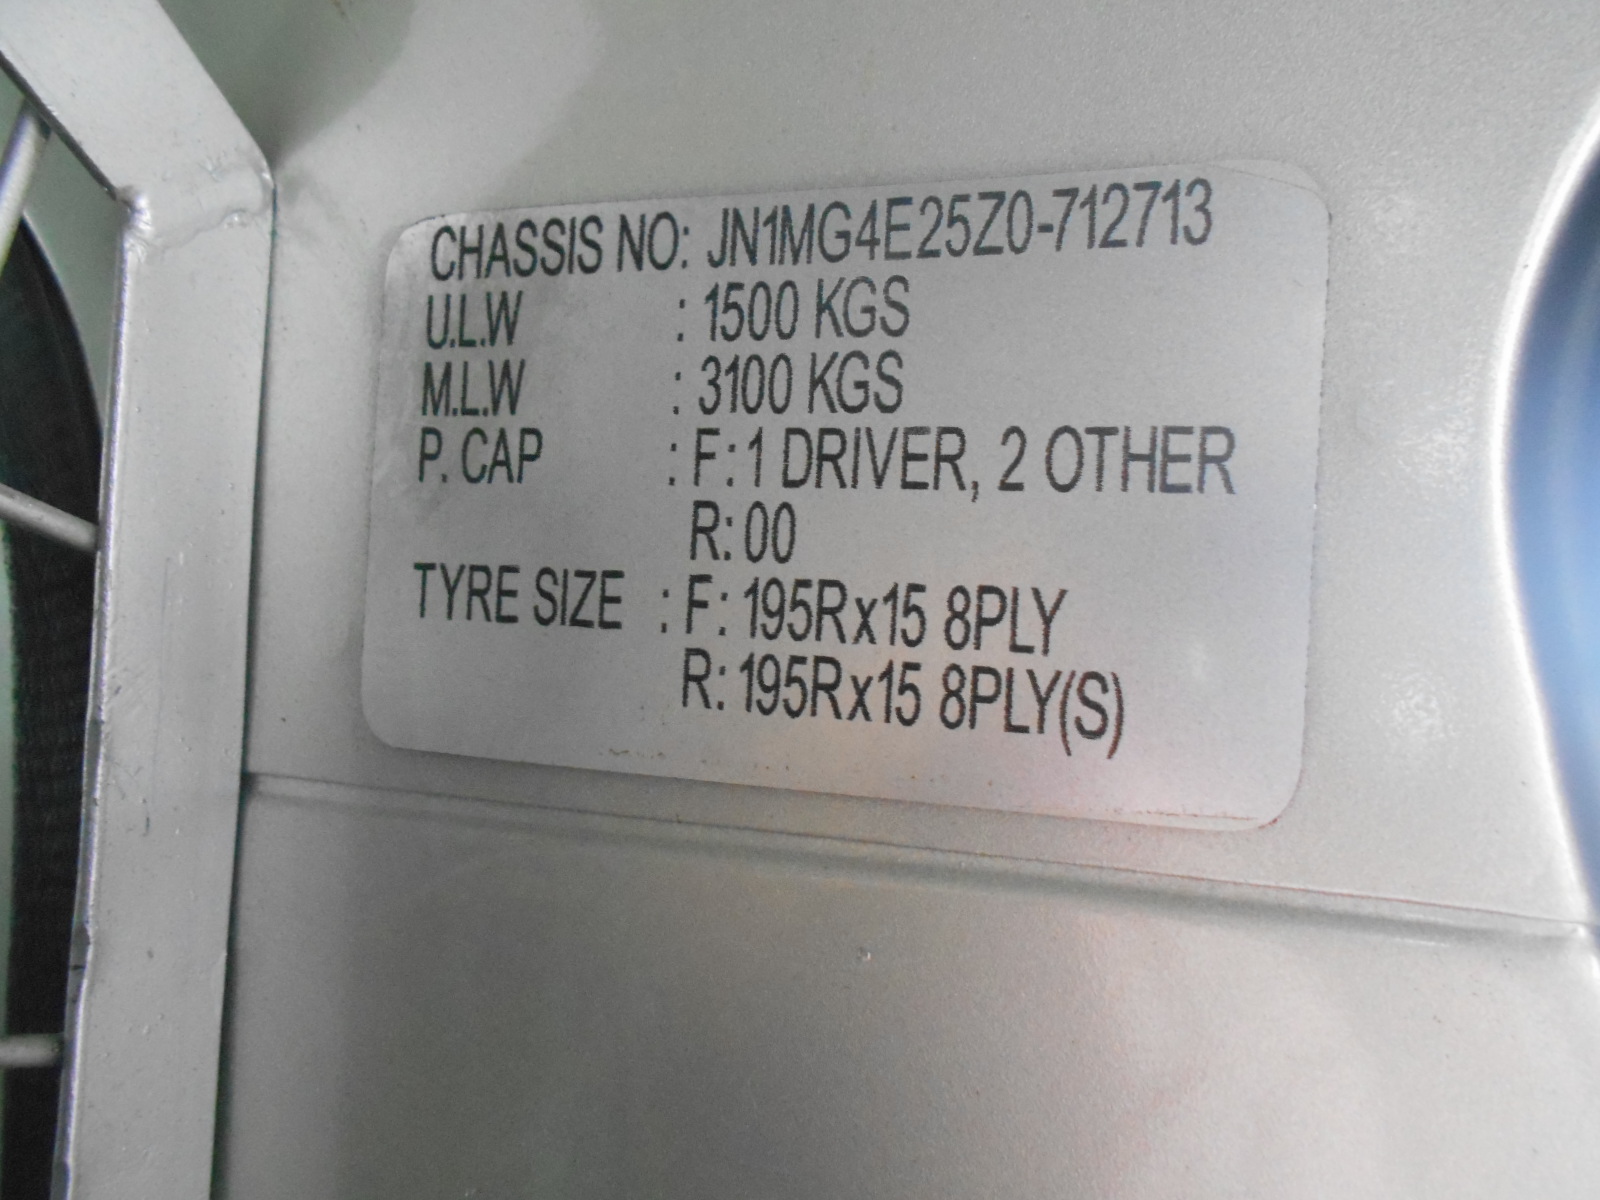 CHASSIS NO: JN1MG4E25Z0-712713
U.L.W : 1500 KGS
M.L.W : 3100 KGS
P. CAP : F:1 DRIVER, 2 OTHER
R:00
TYRE SIZE : F: 195Rx15 8PLY
R: 195Rx15 8PLY(S)